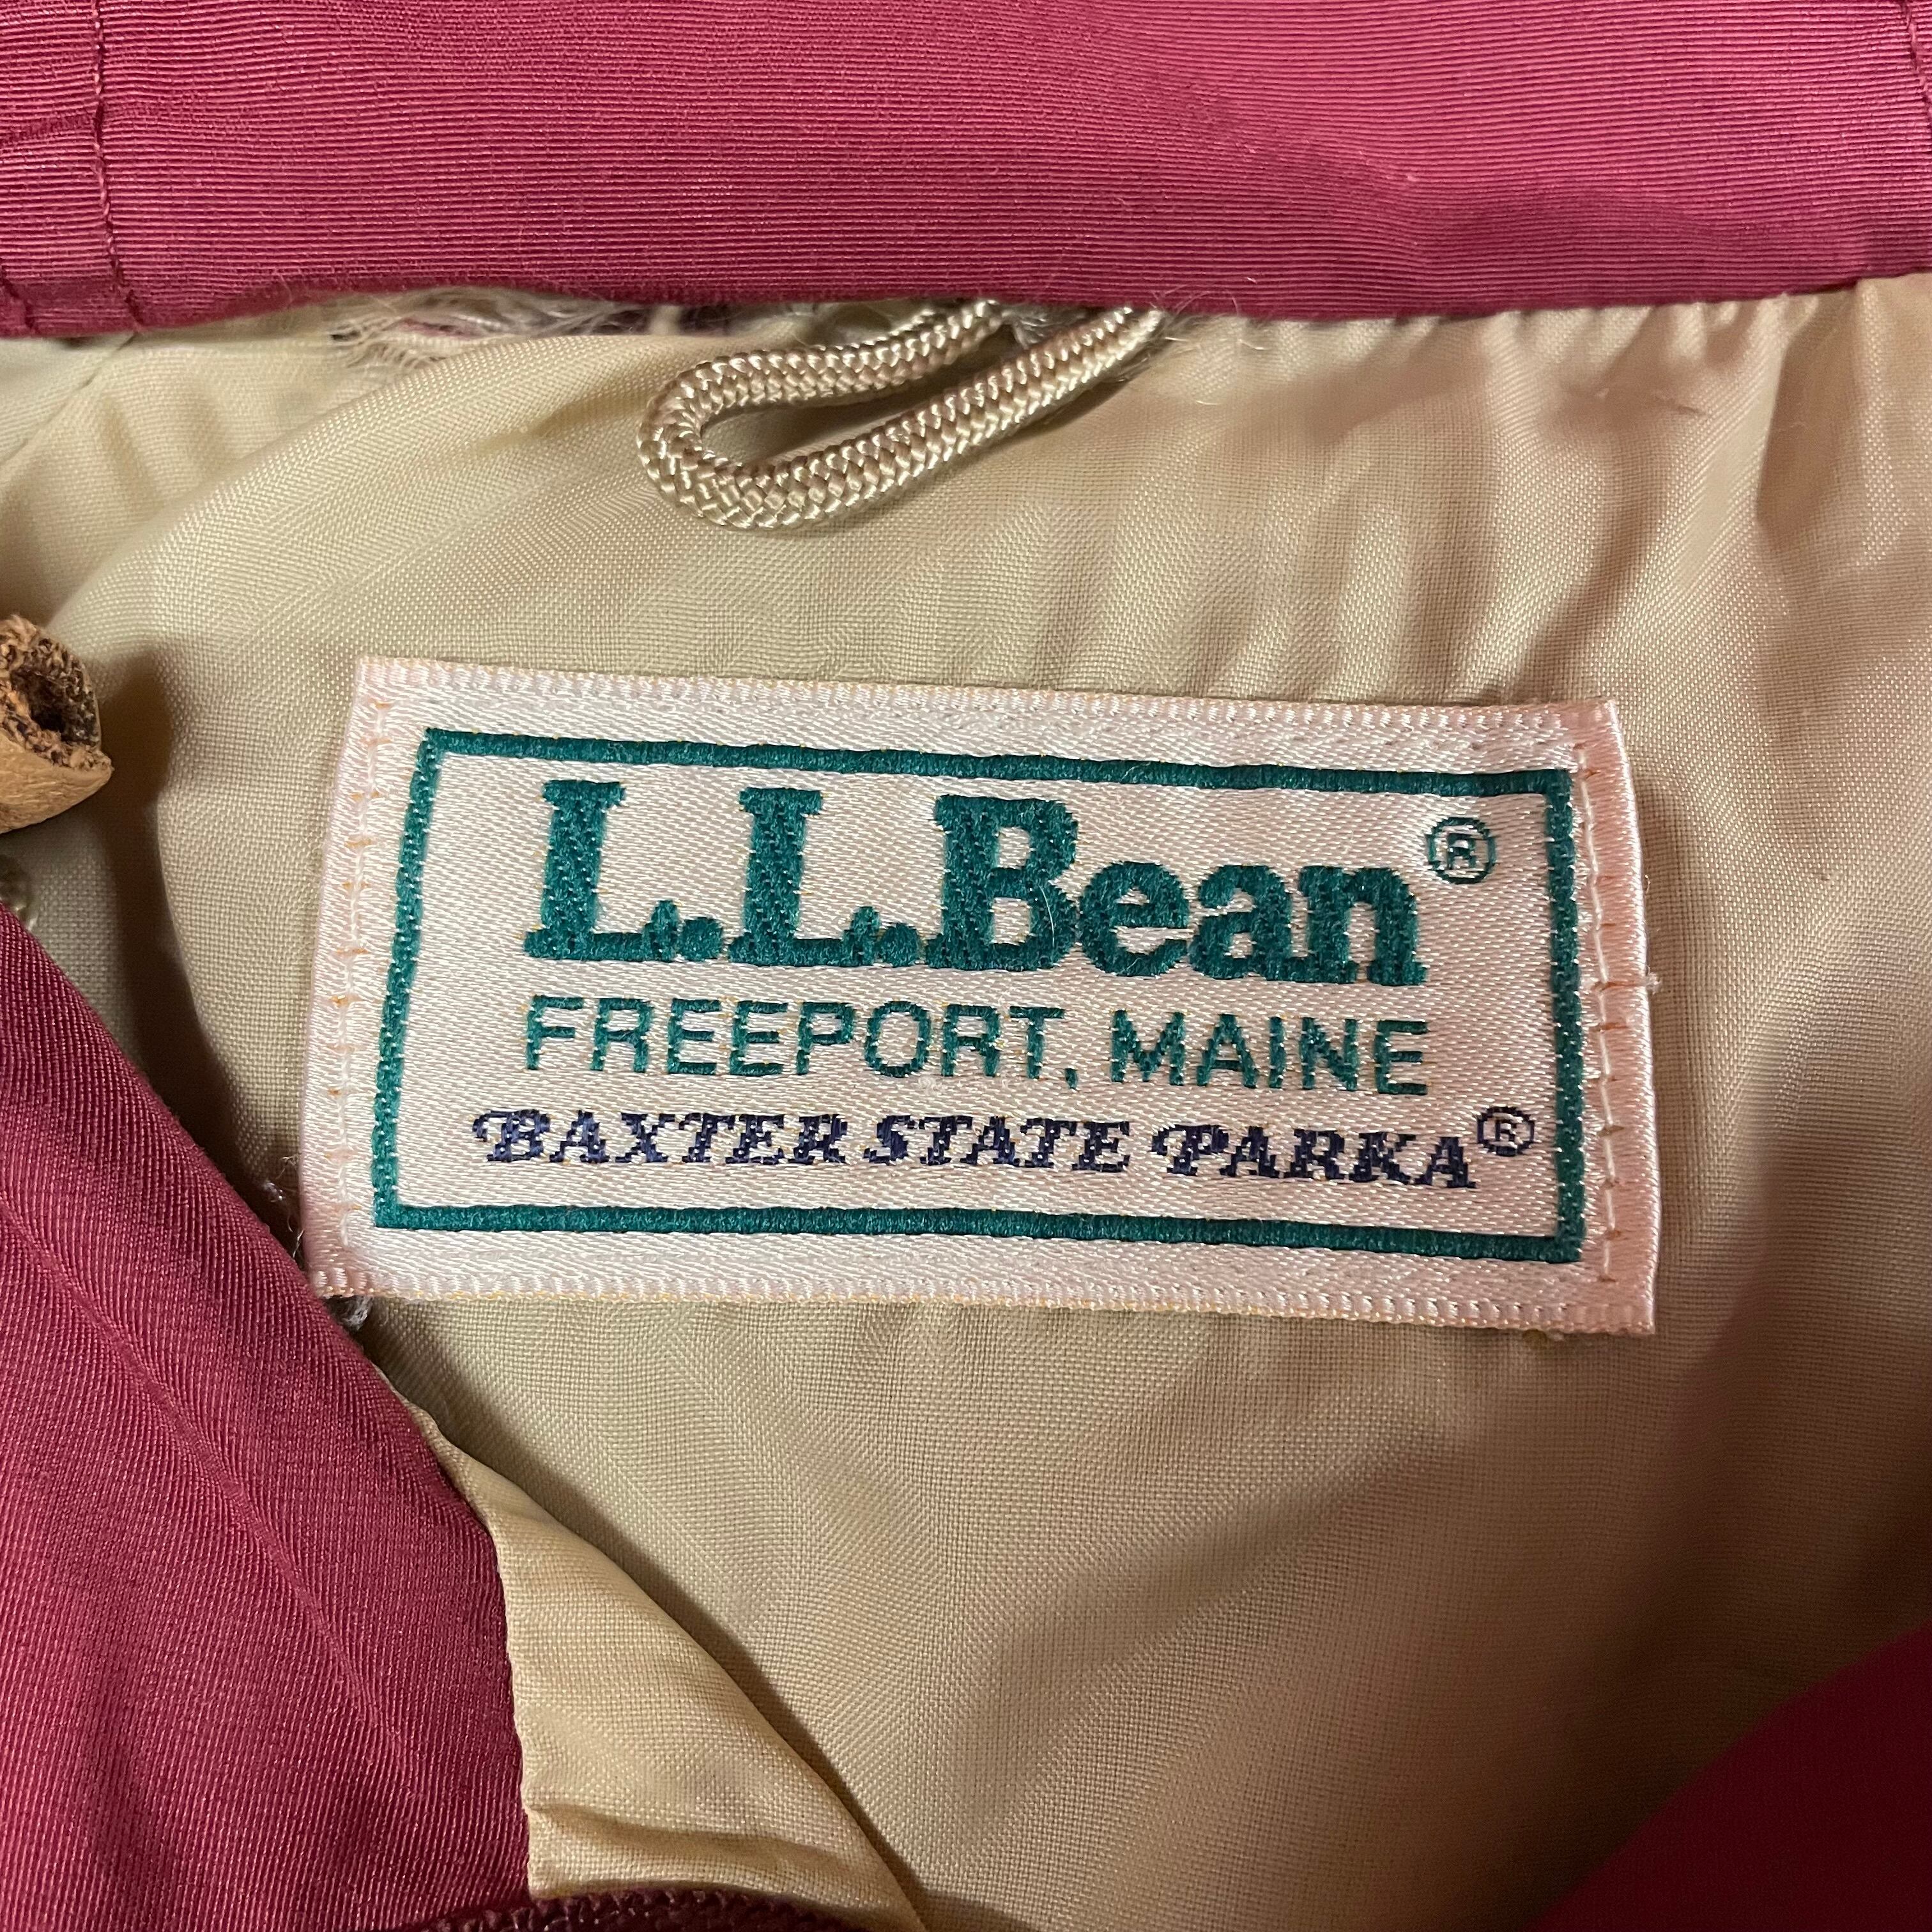 L.L.Bean®
FREEPORT, MAINE
BAXTER STATE PARKA®